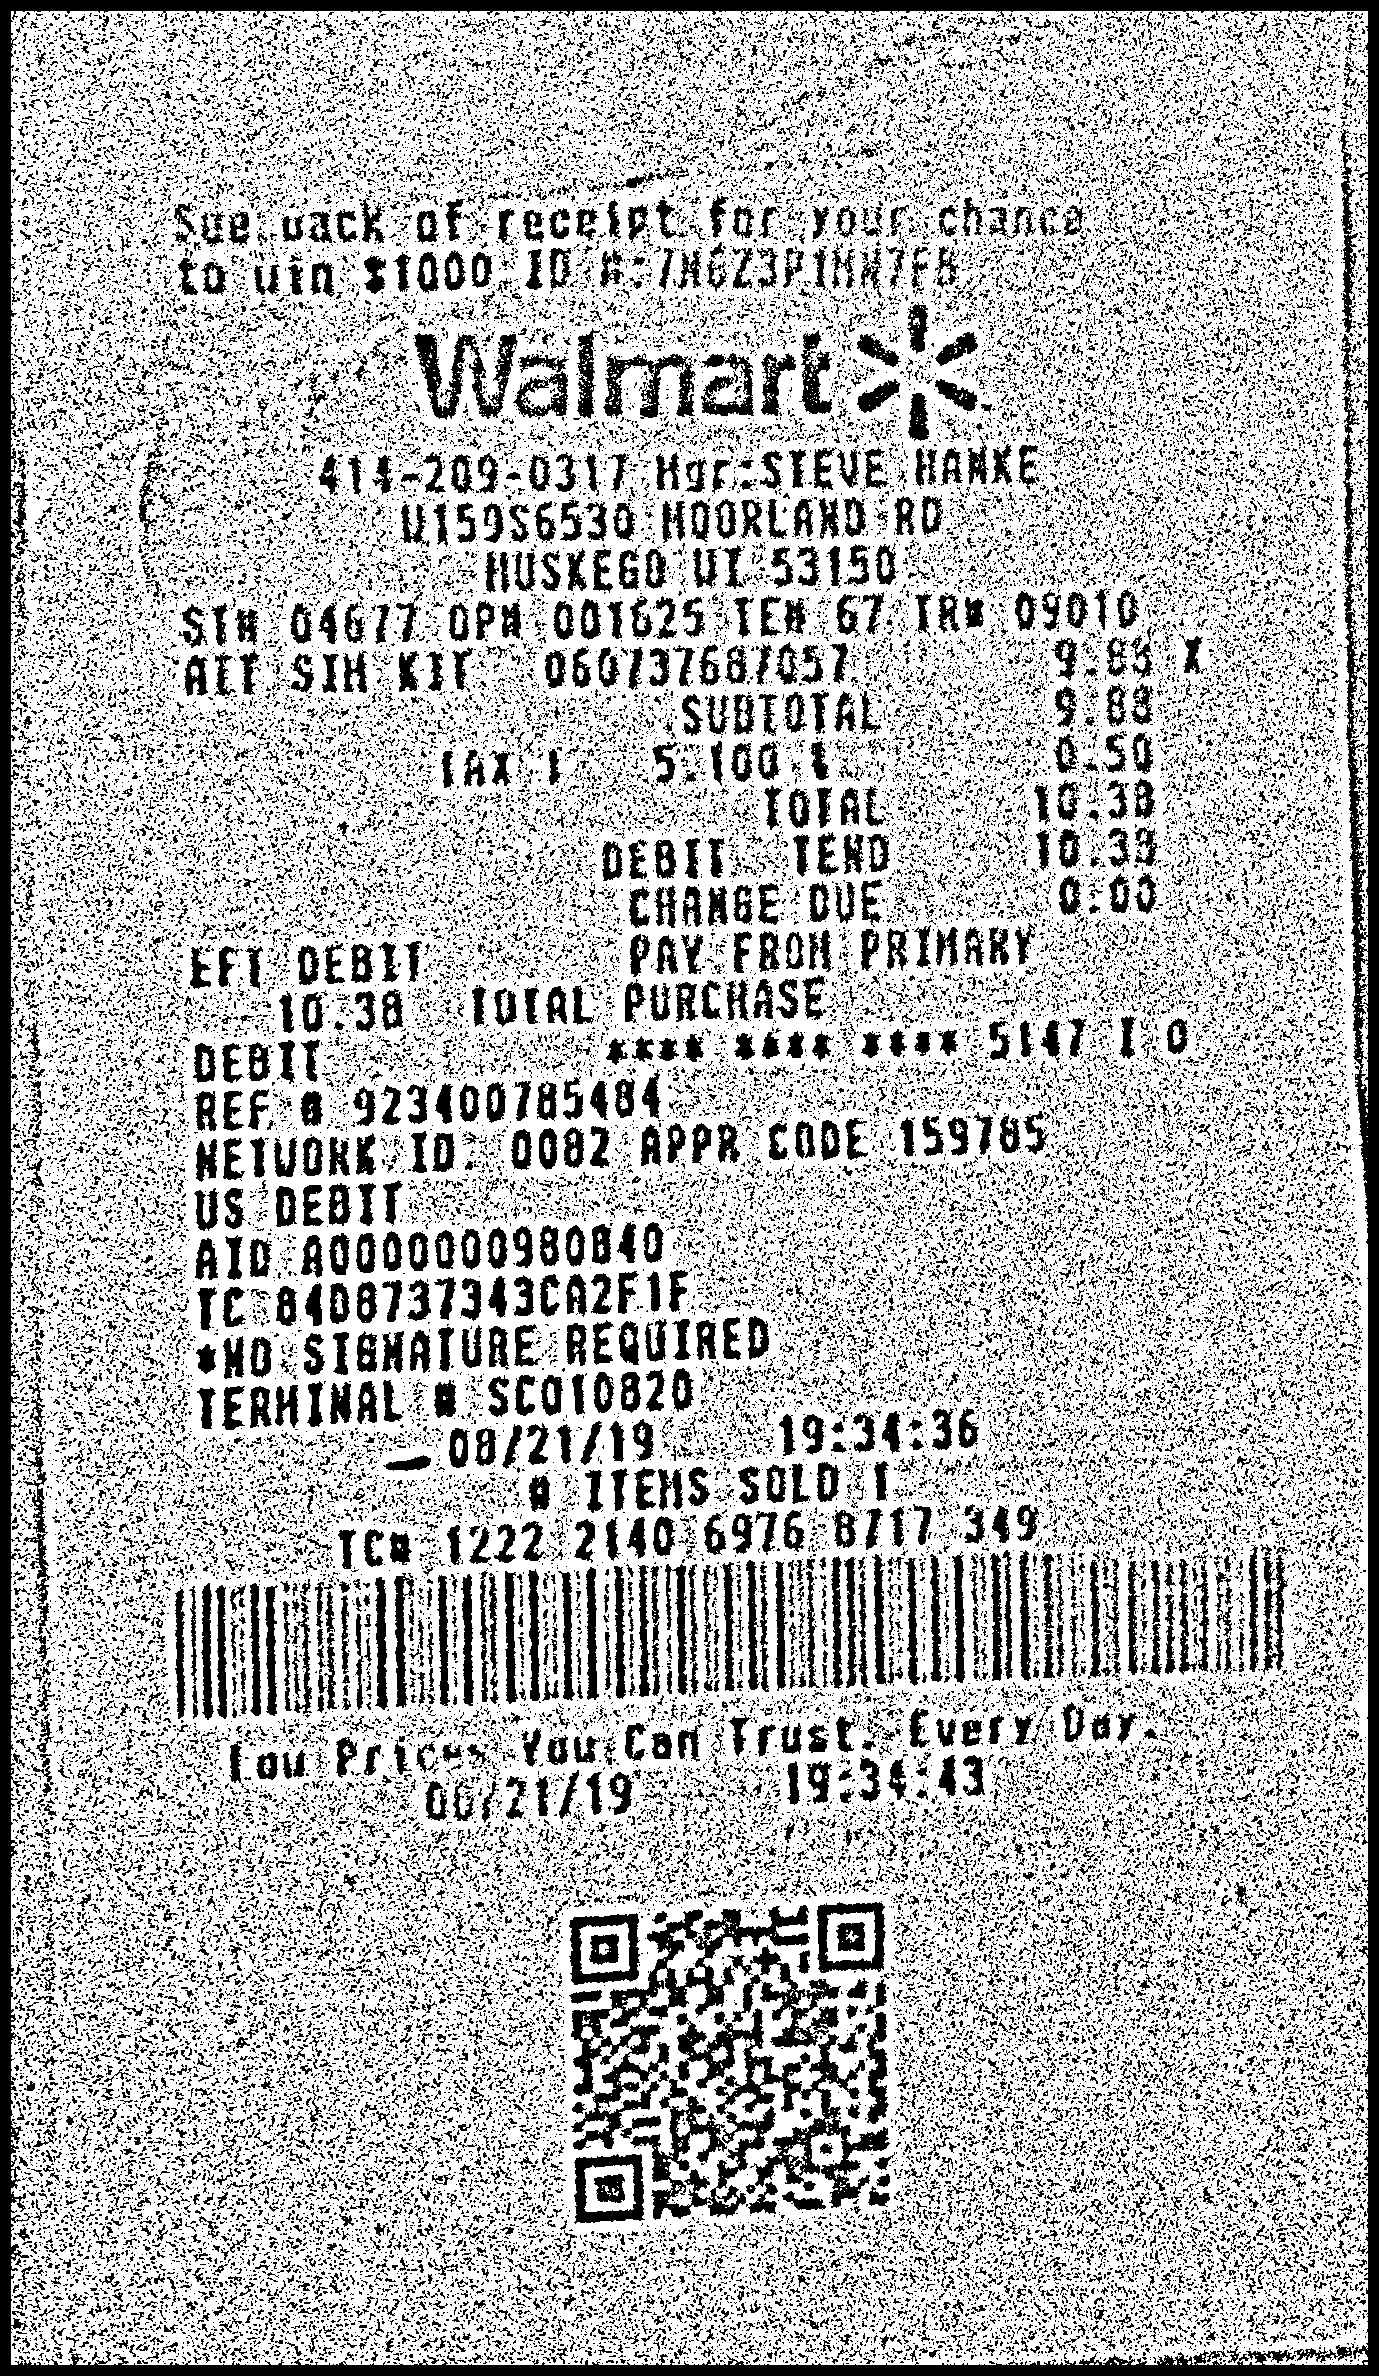 See back of receipt for your chance
to win $1000 ID #:
Walmart
414-209-0317 Mgr:STEVE HANKE
W159S6530 MOORLAND RD
MUSKEGO WI 53150
ST# 04677 OP# 001625 TE# 67 TR# 09010
ATT SIM KIT 060737687057 9.88 X
SUBTOTAL 9.88
TAX 1 5.100 % 0.50
TOTAL 10.38
DEBIT TEND 10.38
CHANGE DUE 0.00
EFT DEBIT PAY FROM PRIMARY
10.38 TOTAL PURCHASE
DEBIT **** **** **** 5147 I 0
REF # 923400785484
NETWORK ID. 0082 APPR CODE 159785
US DEBIT
AID A0000000980840
TC 84D8737343CA2F1F
*NO SIGNATURE REQUIRED
TERMINAL # SC010820
08/21/19 19:34:36
# ITEMS SOLD 1
TC# 1222 2140 6976 8717 349
Low Prices You Can Trust. Every Day.
08/21/19 19:34:43